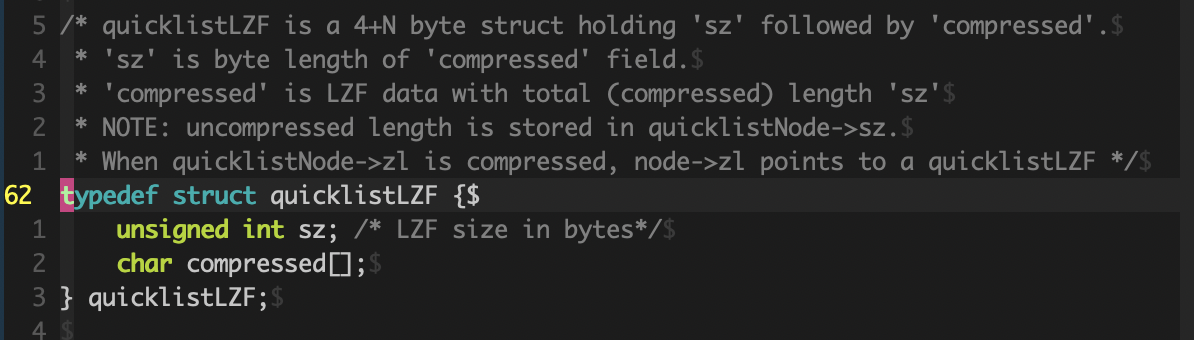 5 /* quicklistLZF is a 4+N byte struct holding 'sz' followed by 'compressed'.$
4  * 'sz' is byte length of 'compressed' field.$
3  * 'compressed' is LZF data with total (compressed) length 'sz'$
2  * NOTE: uncompressed length is stored in quicklistNode->sz.$
1  * When quicklistNode->zl is compressed, node->zl points to a quicklistLZF */$
62 typedef struct quicklistLZF {$
1     unsigned int sz; /* LZF size in bytes*/$
2     char compressed[];$
3 } quicklistLZF;$
4 $